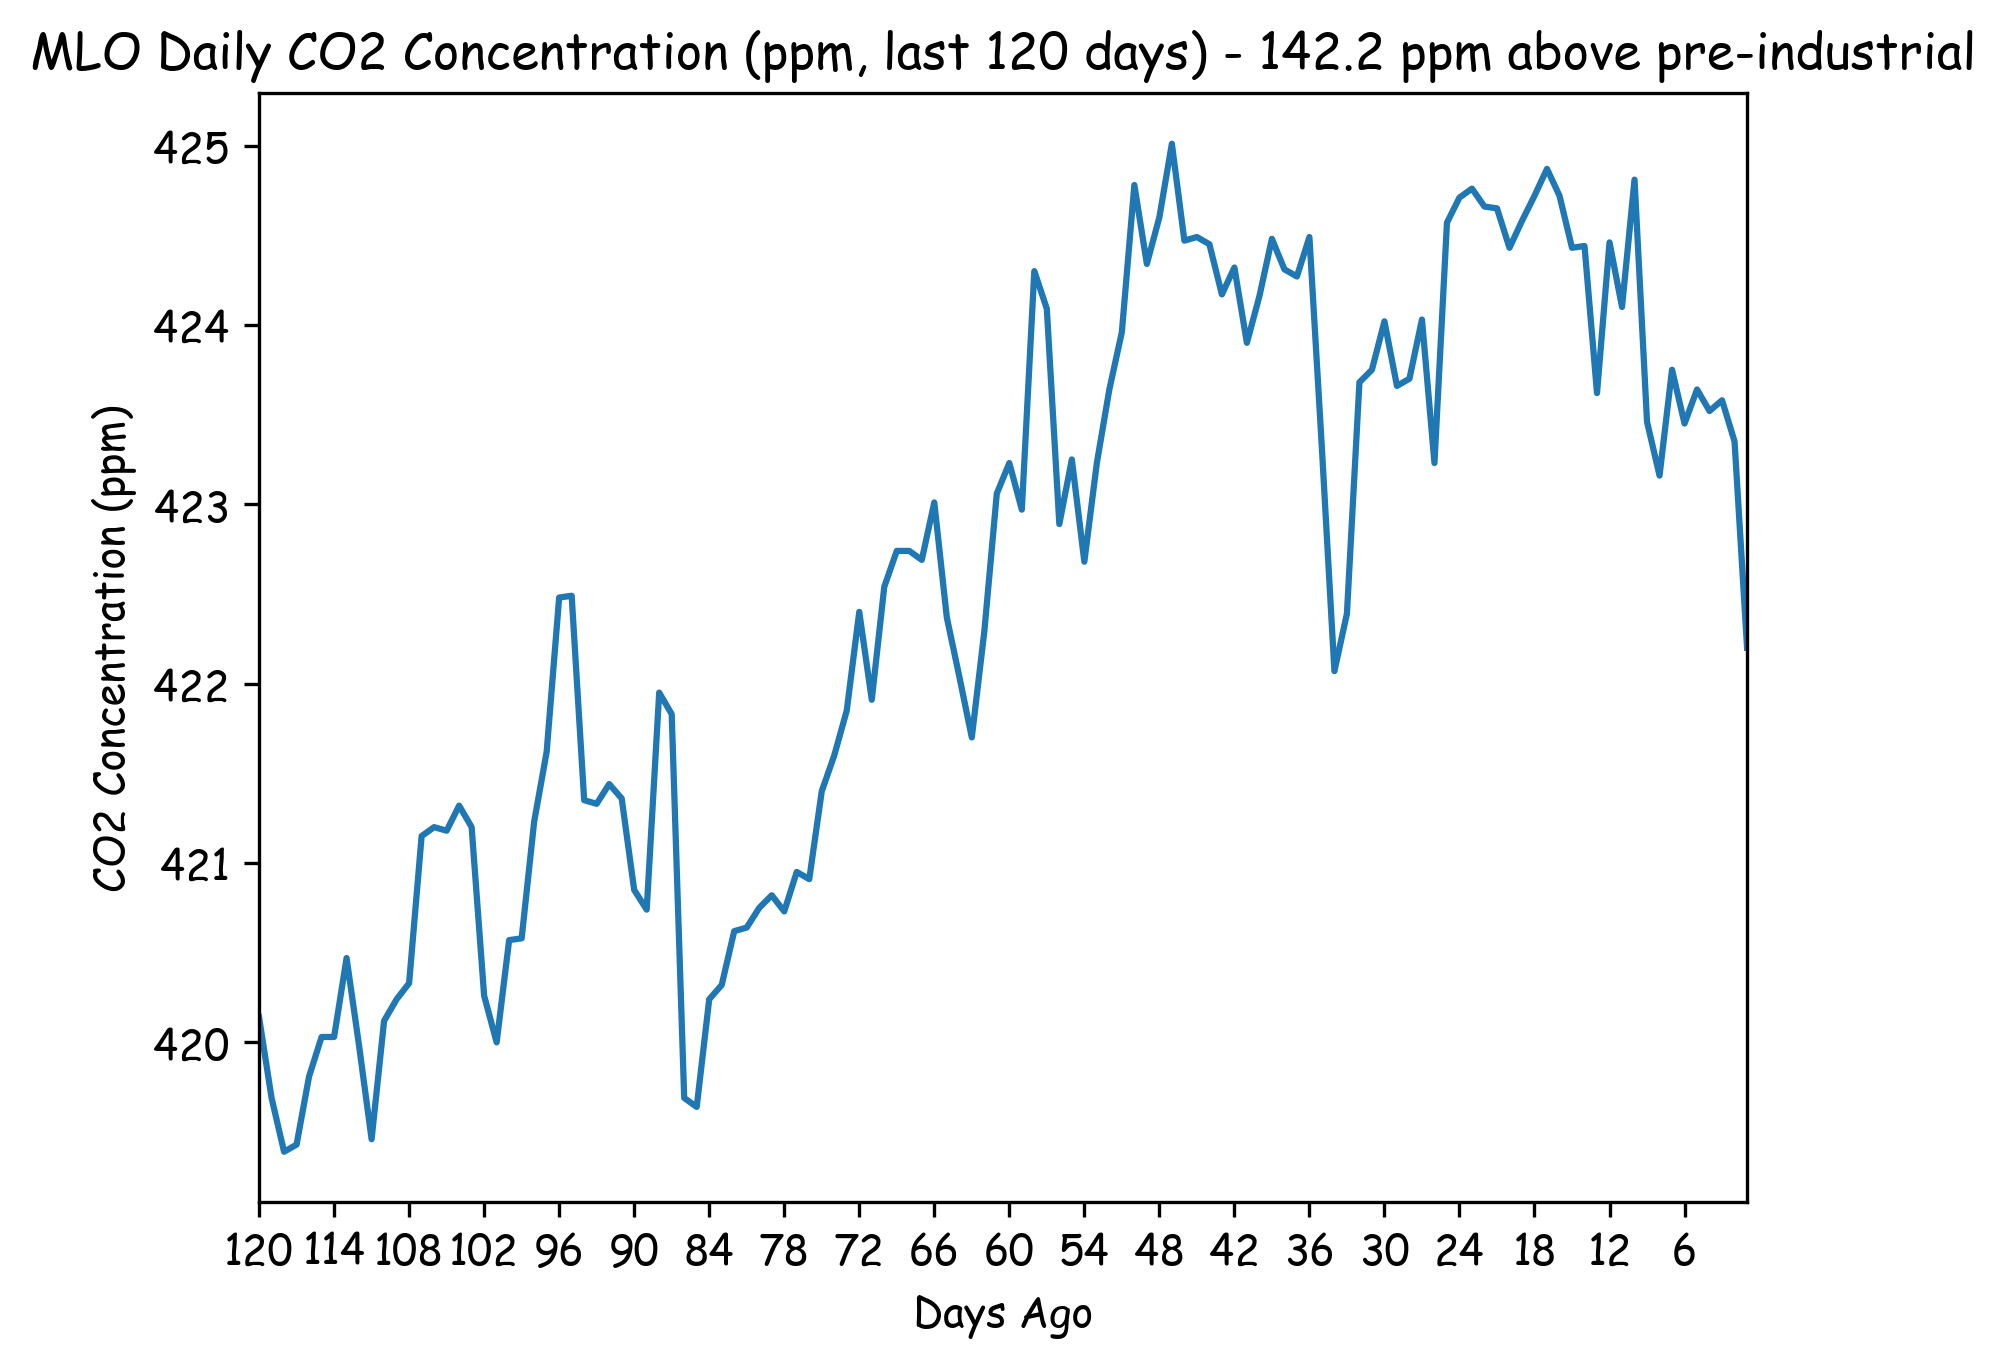 MLO Daily CO2 Concentration (ppm, last 120 days) - 142.2 ppm above pre-industrial
425
424
423
422
421
420
CO2 Concentration (ppm)
120 114 108 102 96 90 84 78 72 66 60 54 48 42 36 30 24 18 12 6
Days Ago